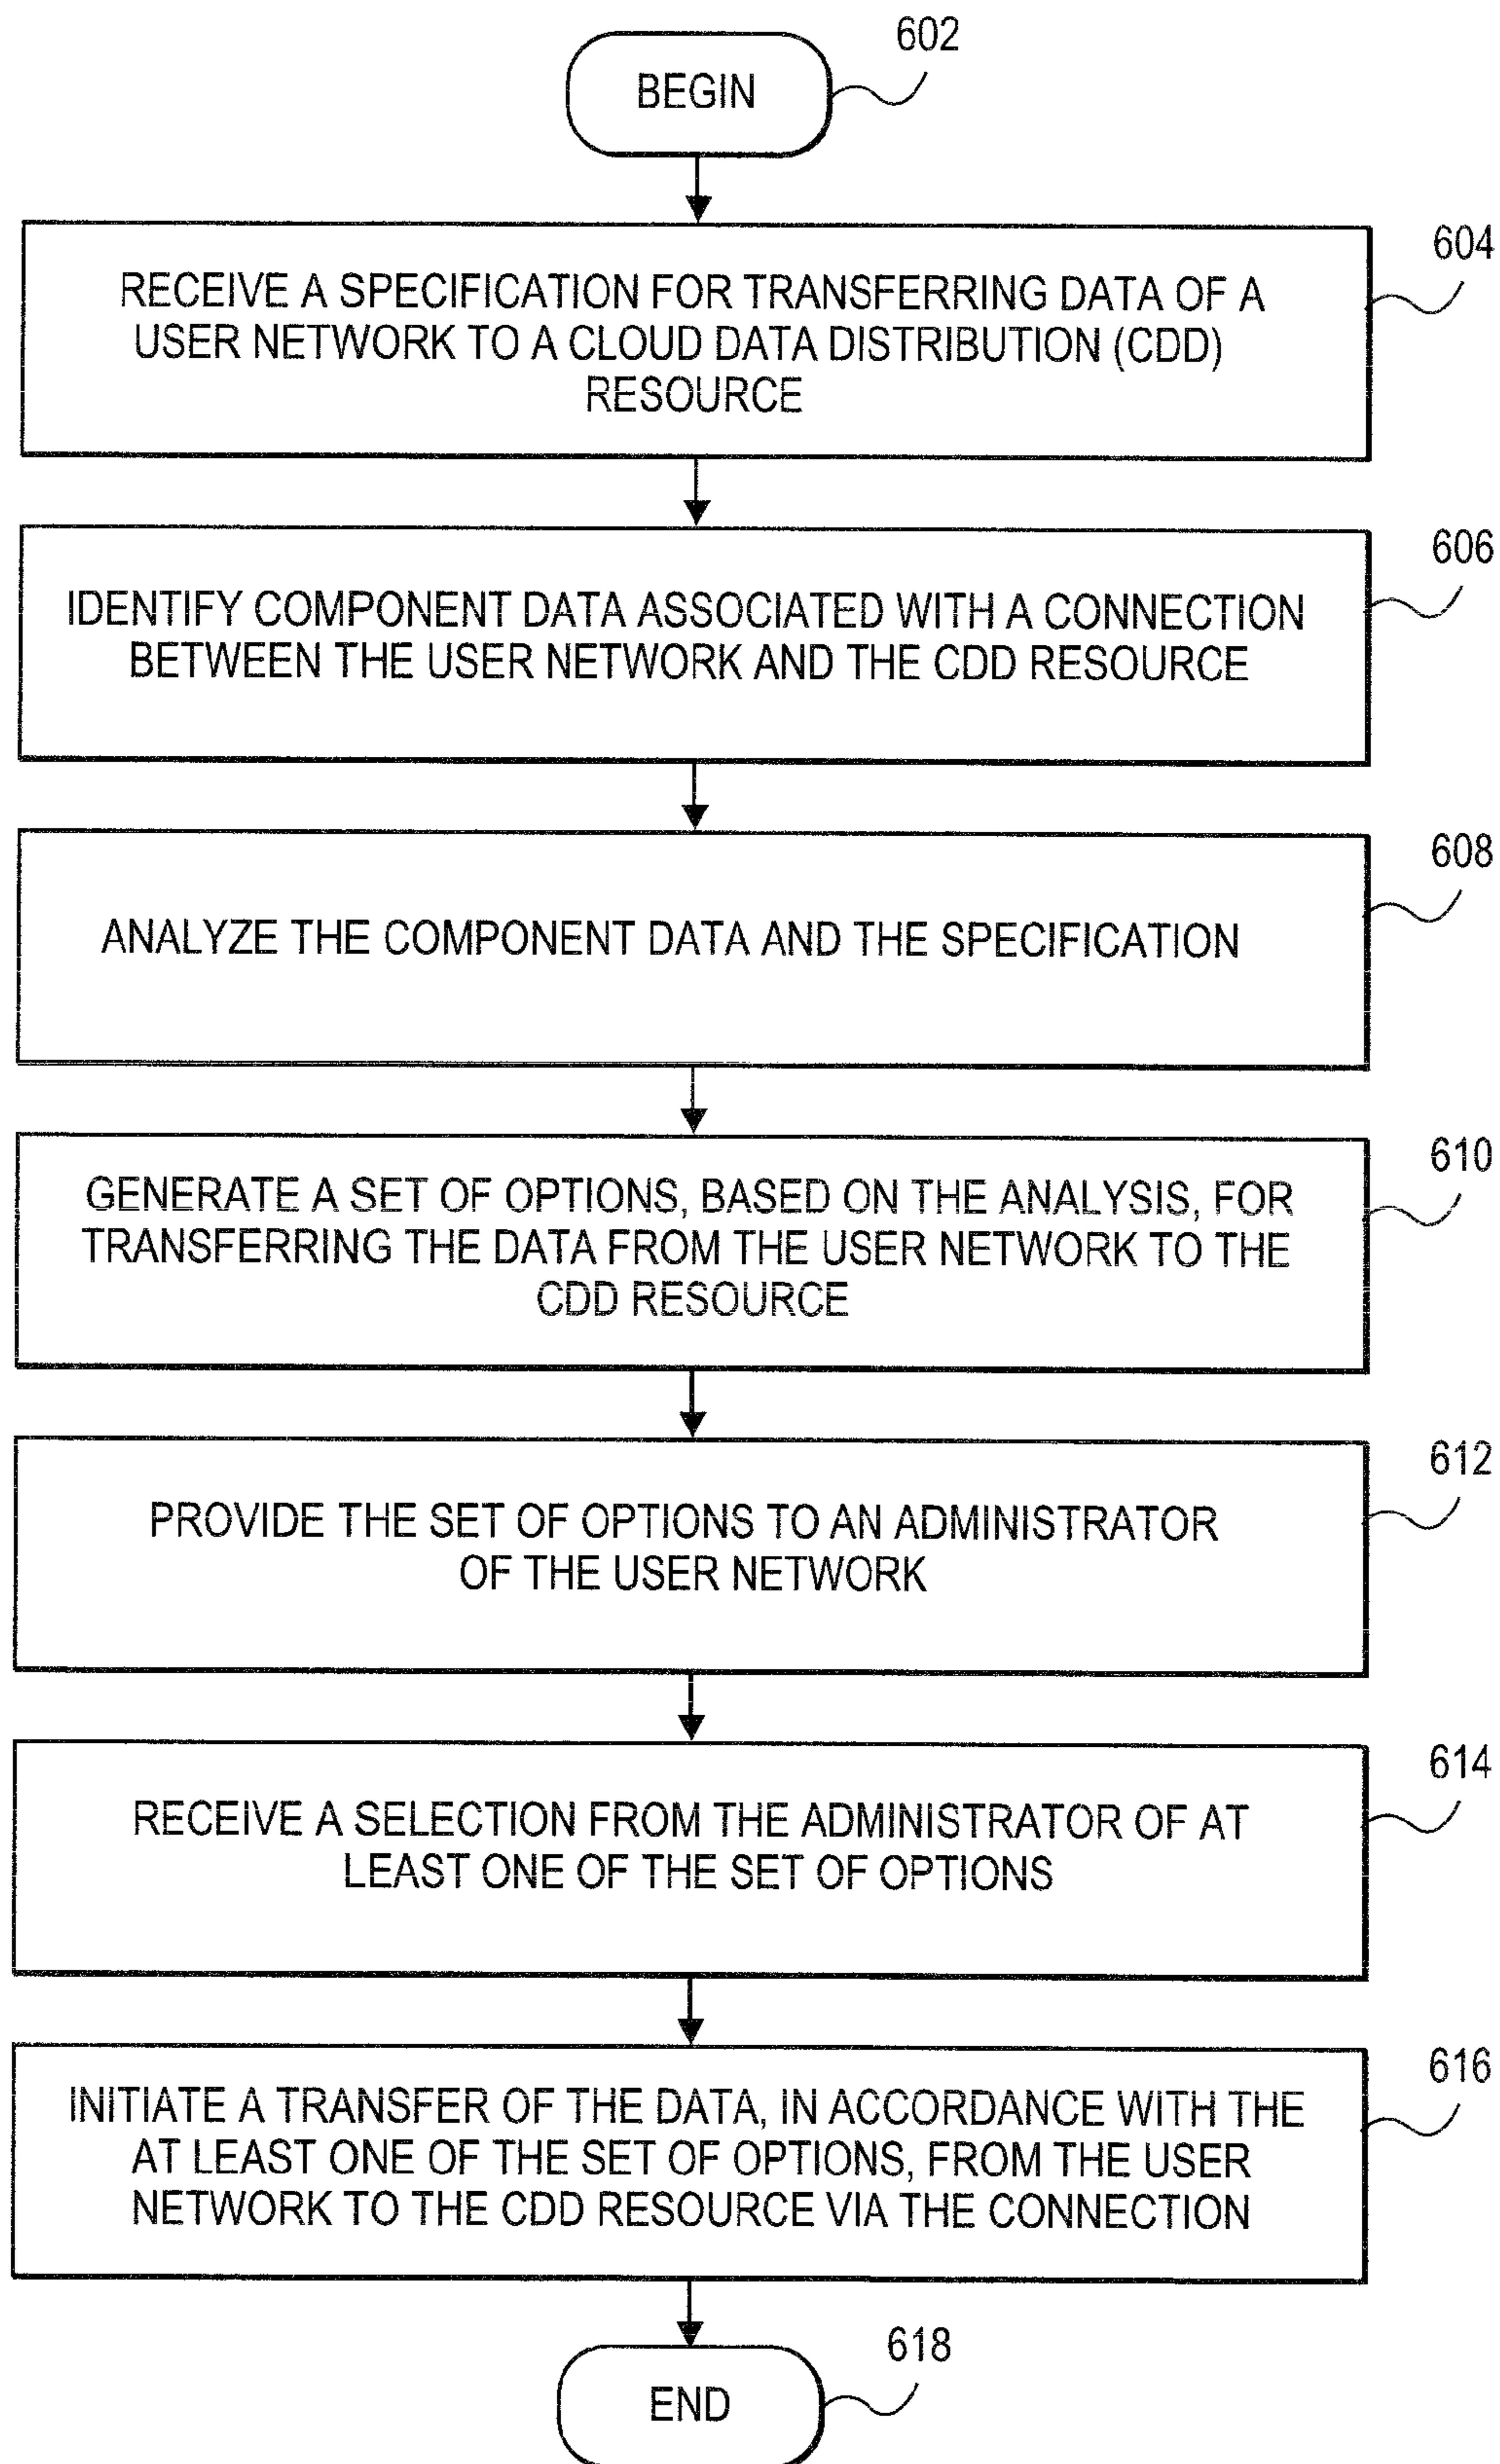 602
BEGIN
604
RECEIVE A SPECIFICATION FOR TRANSFERRING DATA OF A
USER NETWORK TO A CLOUD DATA DISTRIBUTION (CDD)
RESOURCE
606
IDENTIFY COMPONENT DATA ASSOCIATED WITH A CONNECTION
BETWEEN THE USER NETWORK AND THE CDD RESOURCE
608
ANALYZE THE COMPONENT DATA AND THE SPECIFICATION
610
GENERATE A SET OF OPTIONS, BASED ON THE ANALYSIS, FOR
TRANSFERRING THE DATA FROM THE USER NETWORK TO THE
CDD RESOURCE
612
PROVIDE THE SET OF OPTIONS TO AN ADMINISTRATOR
OF THE USER NETWORK
614
RECEIVE A SELECTION FROM THE ADMINISTRATOR OF AT
LEAST ONE OF THE SET OF OPTIONS
616
INITIATE A TRANSFER OF THE DATA, IN ACCORDANCE WITH THE
AT LEAST ONE OF THE SET OF OPTIONS, FROM THE USER
NETWORK TO THE CDD RESOURCE VIA THE CONNECTION
618
END